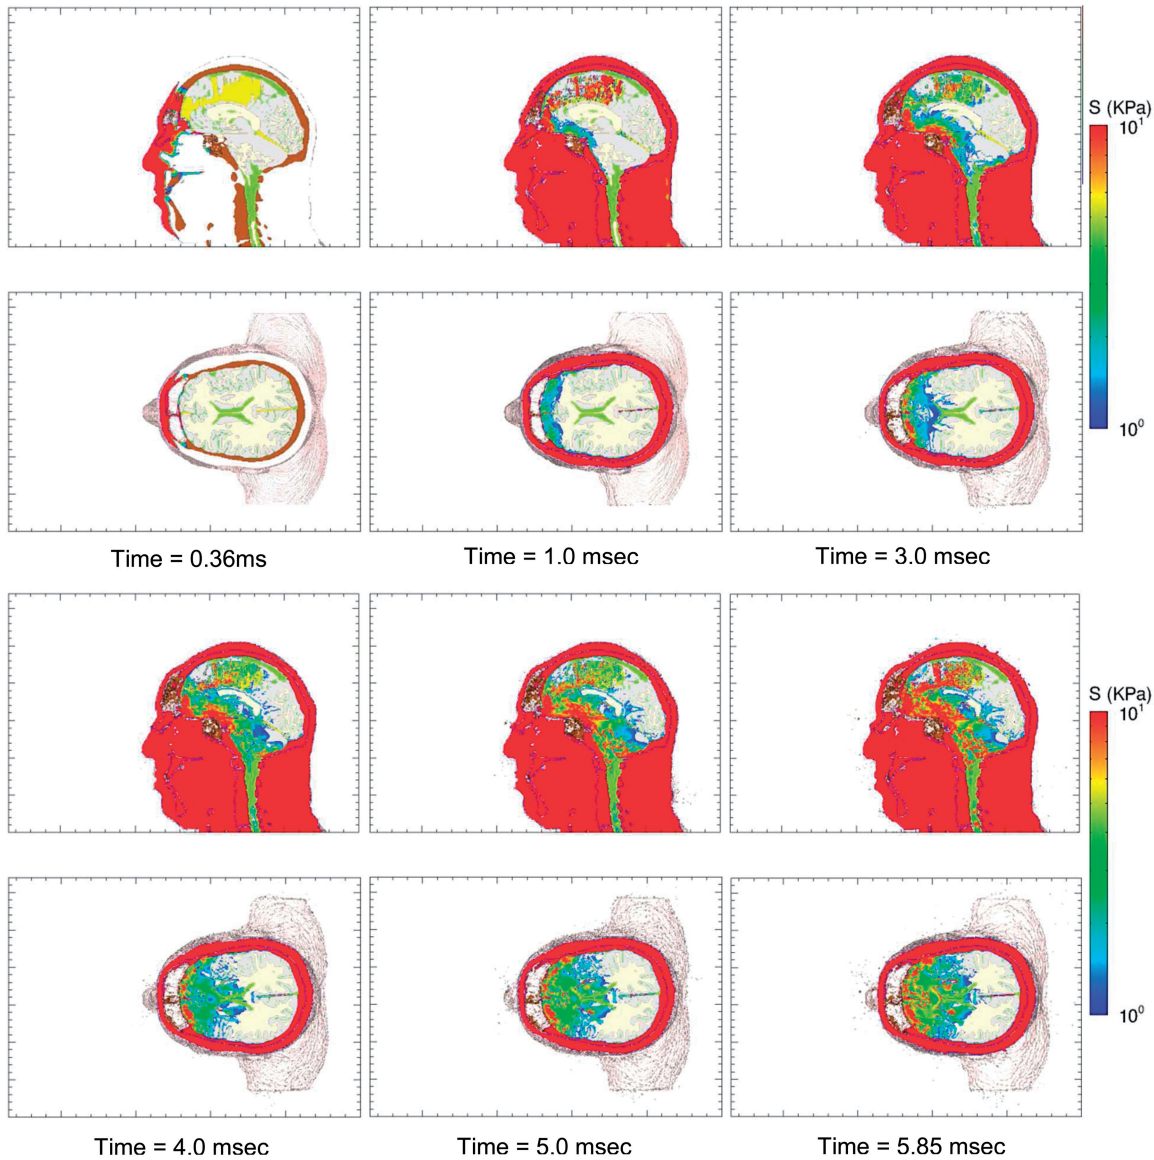 S (KPa)
10¹
10⁰
Time = 0.36ms
Time = 1.0 msec
Time = 3.0 msec
S (KPa)
10¹
10⁰
Time = 4.0 msec
Time = 5.0 msec
Time = 5.85 msec